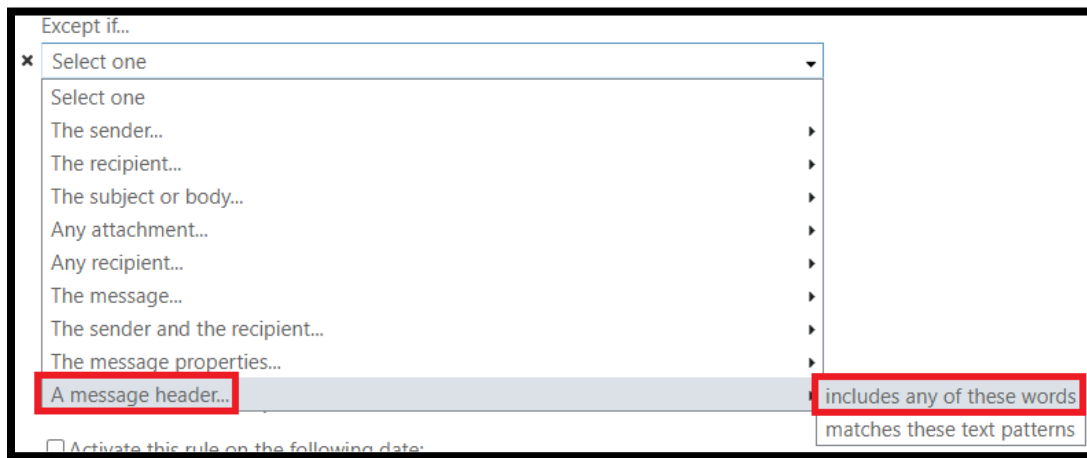 Except if...
Select one
Select one
The sender...
The recipient...
The subject or body...
Any attachment...
Any recipient...
The message...
The sender and the recipient...
The message properties...
A message header...
includes any of these words
matches these text patterns
Activate this rule on the following date: